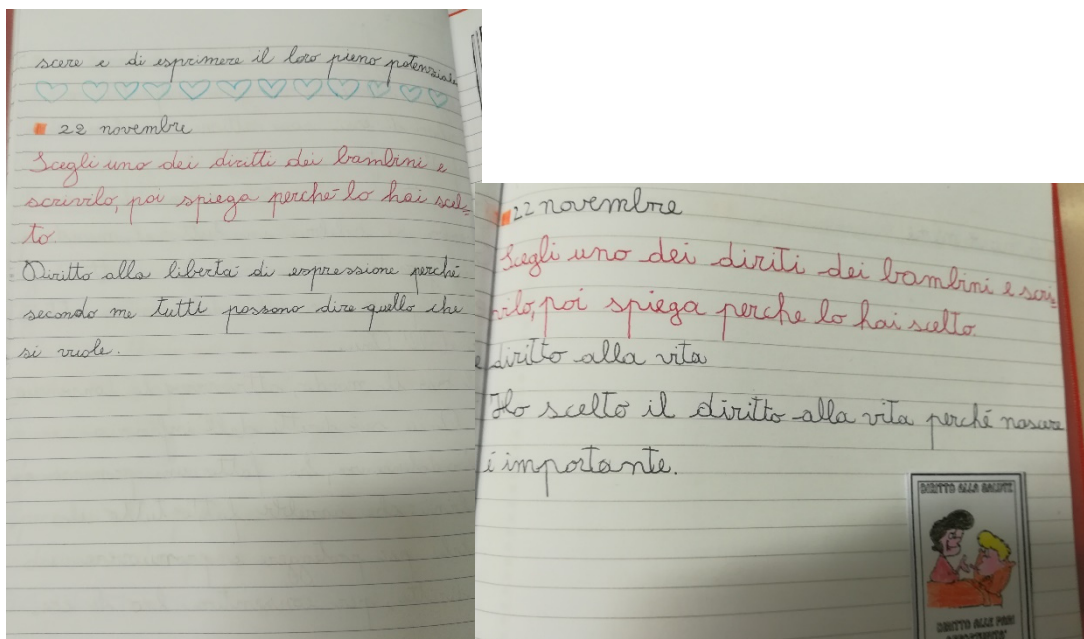 scere e di esprimere il loro pieno potenziale
22 novembre
Scegli uno dei diritti dei bambini e
scrivilo, poi spiega perché lo hai scel=
to.
Diritto alla libertà di espressione perché
secondo me tutti possono dire quello che
si vuole.
22 novembre
Scegli uno dei diriti dei bambini e scri=
vilo, poi spiega perche lo hai scelto.
diritto alla vita
Ho scelto il diritto alla vita perché nascere
é importante.
DIRITTO ALLA SALUTE
DIRITTO ALLE PARI
OPPORTUNITA'